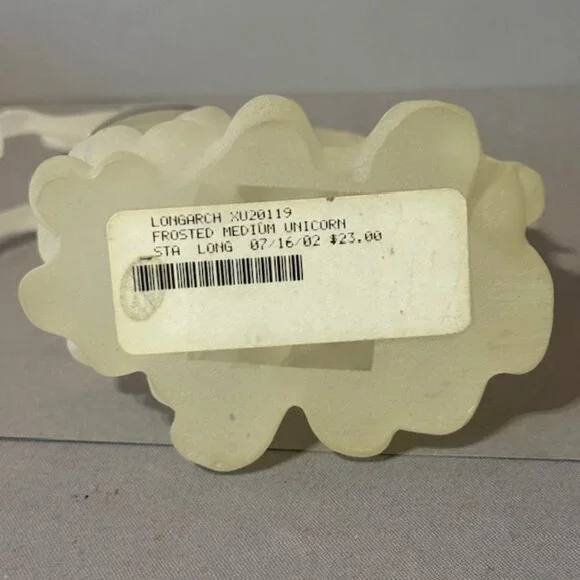 LONGARCH XU20119
FROSTED MEDIUM UNICORN
STA LONG 07/16/02 $23.00